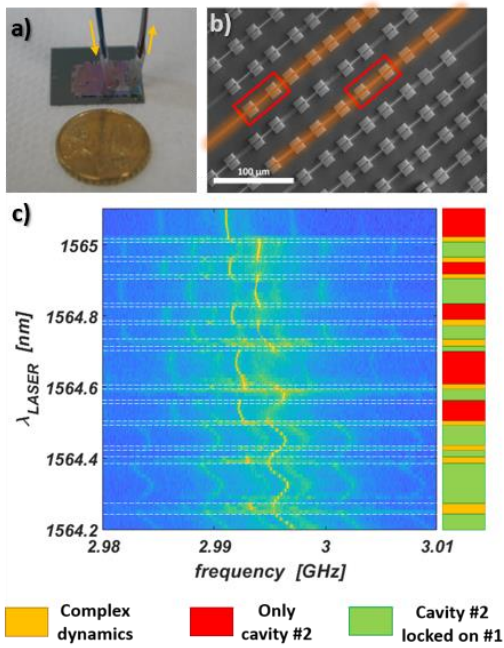 a)
b)
100 µm
c)
1565
1564.8
1564.6
1564.4
1564.2
λLASER [nm]
2.98
2.99
3
3.01
frequency [GHz]
Complex
dynamics
Only
cavity #2
Cavity #2
locked on #1